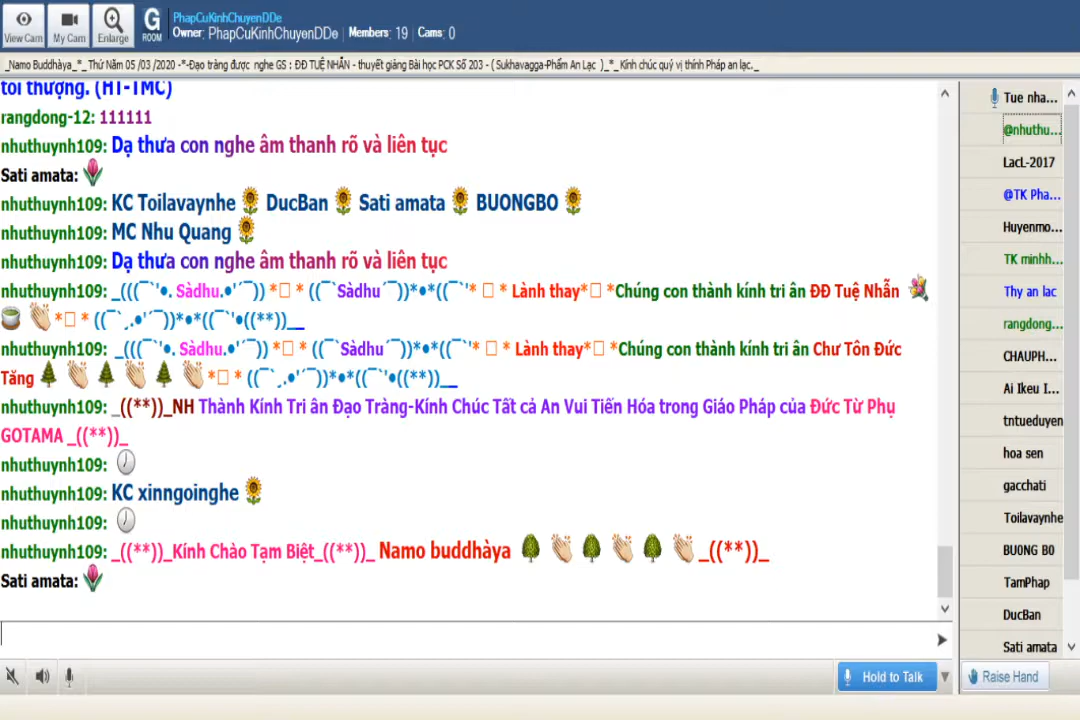 PhapCuKinhChuyenDDe
Owner: PhapCuKinhChuyenDDe | Members: 19 | Cams: 0
View Cam My Cam Enlarge G ROOM
_Namo Buddhàya_*_ Thứ Năm 05 /03 /2020 -*-Đạo tràng được nghe GS : ĐĐ TUỆ NHẪN - thuyết giảng Bài học PCK Số 203 - ( Sukhavagga-Phẩm An Lạc )_*_ Kính chúc quý vị thính Pháp an lạc._
tối thượng. (HT-TMC)
rangdong-12: 111111
nhuthuynh109: Dạ thưa con nghe âm thanh rõ và liên tục
Sati amata:
nhuthuynh109: KC Toilavaynhe DucBan Sati amata BUONGBO
nhuthuynh109: MC Nhu Quang
nhuthuynh109: Dạ thưa con nghe âm thanh rõ và liên tục
nhuthuynh109: _(((¯`'•. Sàdhu.•'´¯)) *□ * ((¯`Sàdhu´¯))*•*((¯`'* □ * Lành thay*□ *Chúng con thành kính tri ân ĐĐ Tuệ Nhẫn
*□ * ((¯`¸.•'´¯))*•*((¯`'•((**))__
nhuthuynh109: _(((¯`'•. Sàdhu.•'´¯)) *□ * ((¯`Sàdhu´¯))*•*((¯`'* □ * Lành thay*□ *Chúng con thành kính tri ân Chư Tôn Đức
Tăng *□ * ((¯`¸.•'´¯))*•*((¯`'•((**))__
nhuthuynh109: _((**))_NH Thành Kính Tri ân Đạo Tràng-Kính Chúc Tất cả An Vui Tiến Hóa trong Giáo Pháp của Đức Từ Phụ
GOTAMA _((**))_
nhuthuynh109:
nhuthuynh109: KC xinngoinghe
nhuthuynh109:
nhuthuynh109: _((**))_Kính Chào Tạm Biệt_((**))_ Namo buddhàya _((**))_
Sati amata:
Tue nha...
@nhuthu...
LacL-2017
@TK Pha...
Huyenmo...
TK minhh...
Thy an lac
rangdong...
CHAUPH...
Ai Ikeu I...
tntueduyen
hoa sen
gacchati
Toilavaynhe
BU0NG B0
TamPhap
DucBan
Sati amata
Hold to Talk
Raise Hand